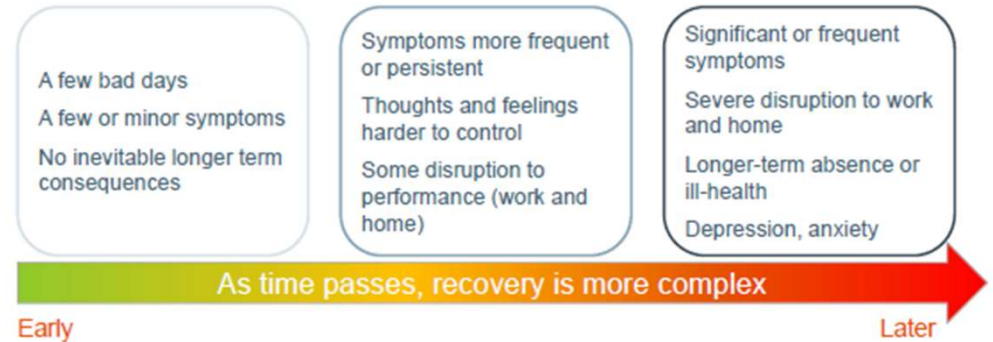 A few bad days
A few or minor symptoms
No inevitable longer term
consequences
Symptoms more frequent
or persistent
Thoughts and feelings
harder to control
Some disruption to
performance (work and
home)
Significant or frequent
symptoms
Severe disruption to work
and home
Longer-term absence or
ill-health
Depression, anxiety
As time passes, recovery is more complex
Early
Later